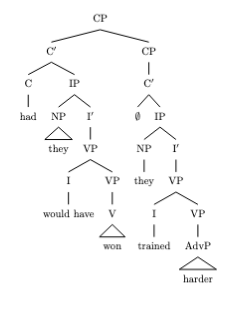 CP
C′ CP
C IP C′
had NP I′ ∅ IP
they VP NP I′
I VP they VP
would have V I VP
won trained AdvP
harder